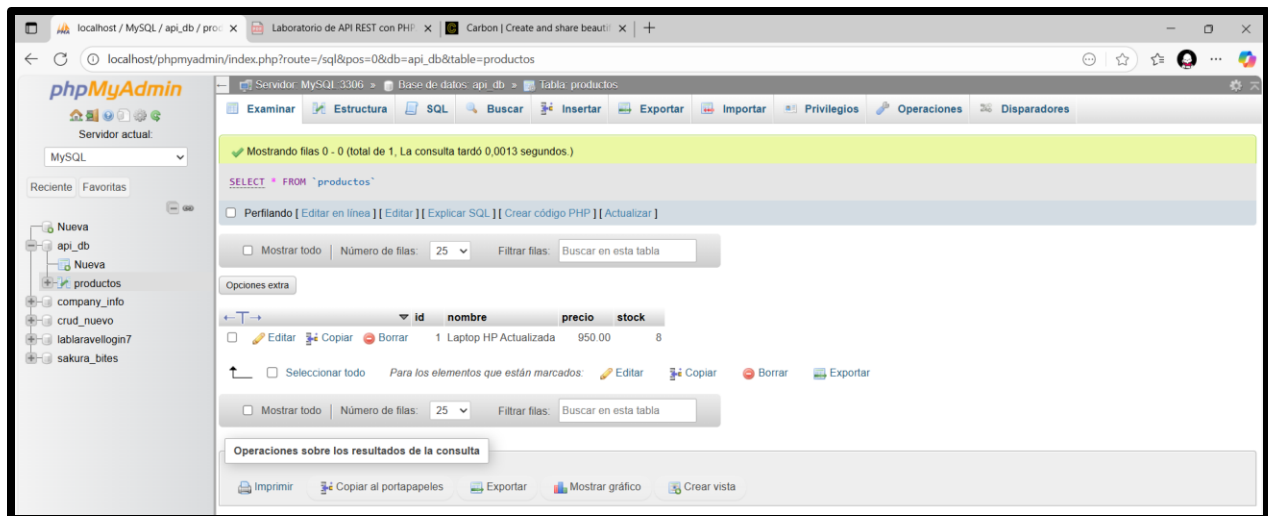 localhost / MySQL / api_db / proc
Laboratorio de API REST con PHP.
Carbon | Create and share beautif
localhost/phpmyadmin/index.php?route=/sql&pos=0&db=api_db&table=productos
phpMyAdmin
Servidor actual:
MySQL
Reciente Favoritas
Nueva
api_db
Nueva
productos
company_info
crud_nuevo
lablaravellogin7
sakura_bites
Servidor: MySQL:3306 » Base de datos: api_db » Tabla: productos
Examinar Estructura SQL Buscar Insertar Exportar Importar Privilegios Operaciones Disparadores
Mostrando filas 0 - 0 (total de 1, La consulta tardó 0,0013 segundos.)
SELECT * FROM `productos`
Perfilando [ Editar en línea ] [ Editar ] [ Explicar SQL ] [ Crear código PHP ] [ Actualizar ]
Mostrar todo | Número de filas: 25 Filtrar filas: Buscar en esta tabla
Opciones extra
←T→ id nombre precio stock
Editar Copiar Borrar 1 Laptop HP Actualizada 950.00 8
Seleccionar todo Para los elementos que están marcados: Editar Copiar Borrar Exportar
Mostrar todo | Número de filas: 25 Filtrar filas: Buscar en esta tabla
Operaciones sobre los resultados de la consulta
Imprimir Copiar al portapapeles Exportar Mostrar gráfico Crear vista